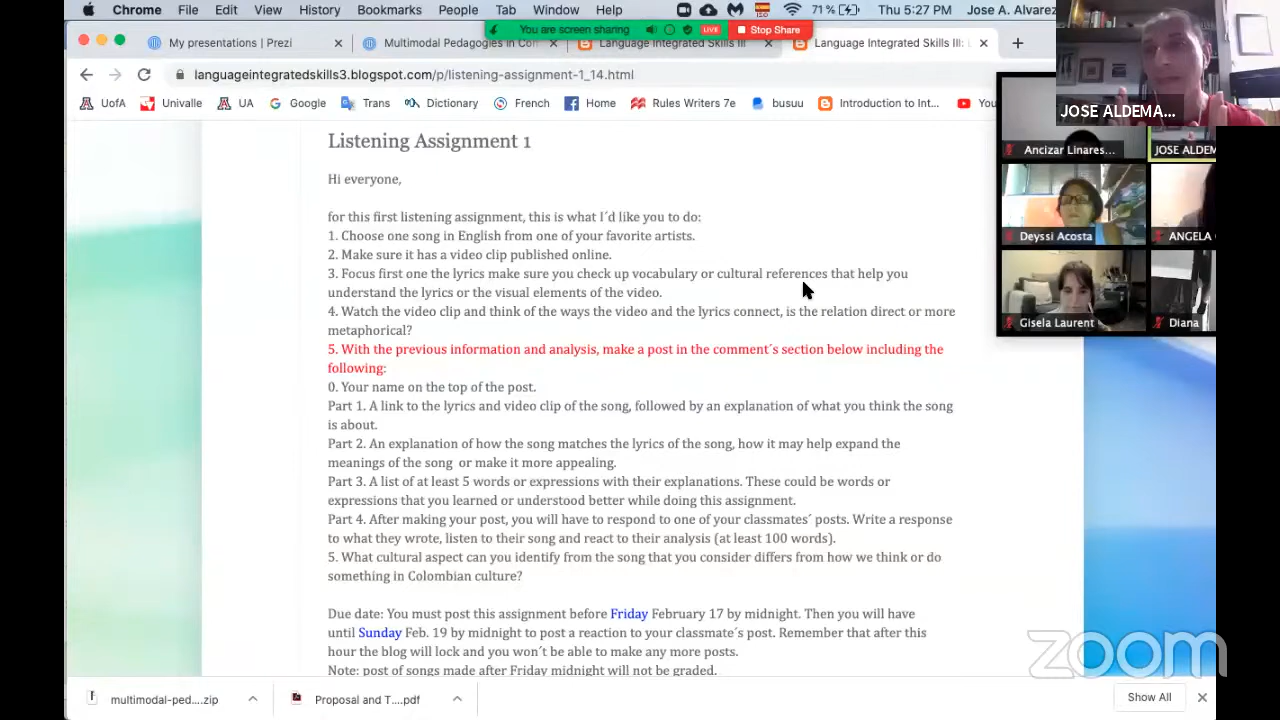 Chrome File Edit View History Bookmarks People Tab Window Help ISO 71% Thu 5:27 PM Jose A. Alvarez
You are screen sharing LIVE Stop Share
My presentations | Prezi × Multimodal Pedagogies in Con × Language Integrated Skills III × Language Integrated Skills III: L × +
languageintegratedskills3.blogspot.com/p/listening-assignment-1_14.html
UofA Univalle UA Google Trans Dictionary French Home Rules Writers 7e busuu Introduction to Int... You
JOSE ALDEMA...
Ancizar Linares... JOSE ALDEM
Deyssi Acosta ANGELA
Gisela Laurent Diana
Listening Assignment 1
Hi everyone,
for this first listening assignment, this is what I´d like you to do:
1. Choose one song in English from one of your favorite artists.
2. Make sure it has a video clip published online.
3. Focus first one the lyrics make sure you check up vocabulary or cultural references that help you
understand the lyrics or the visual elements of the video.
4. Watch the video clip and think of the ways the video and the lyrics connect, is the relation direct or more
metaphorical?
5. With the previous information and analysis, make a post in the comment´s section below including the
following:
0. Your name on the top of the post.
Part 1. A link to the lyrics and video clip of the song, followed by an explanation of what you think the song
is about.
Part 2. An explanation of how the song matches the lyrics of the song, how it may help expand the
meanings of the song or make it more appealing.
Part 3. A list of at least 5 words or expressions with their explanations. These could be words or
expressions that you learned or understood better while doing this assignment.
Part 4. After making your post, you will have to respond to one of your classmates´ posts. Write a response
to what they wrote, listen to their song and react to their analysis (at least 100 words).
5. What cultural aspect can you identify from the song that you consider differs from how we think or do
something in Colombian culture?
Due date: You must post this assignment before Friday February 17 by midnight. Then you will have
until Sunday Feb. 19 by midnight to post a reaction to your classmate´s post. Remember that after this
hour the blog will lock and you won´t be able to make any more posts.
Note: post of songs made after Friday midnight will not be graded.
zoom
multimodal-ped....zip Proposal and T....pdf Show All